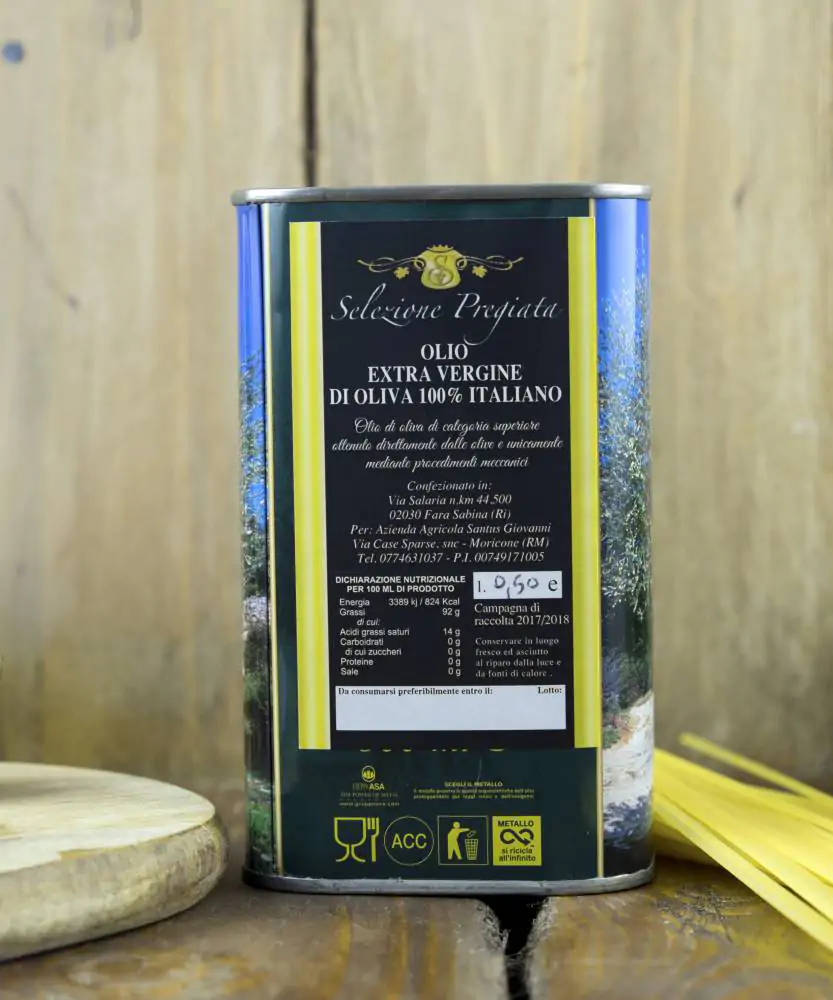 S
Selezione Pregiata
OLIO
EXTRA VERGINE
DI OLIVA 100% ITALIANO
Olio di oliva di categoria superiore
ottenuto direttamente dalle olive e unicamente
mediante procedimenti meccanici
Confezionato in:
Via Salaria n.km 44.500
02030 Fara Sabina (Ri)
Per: Azienda Agricola Santus Giovanni
Via Case Sparse, snc - Moricone (RM)
Tel. 0774631037 - P.I. 00749171005
DICHIARAZIONE NUTRIZIONALE
PER 100 ML DI PRODOTTO
Energia 3389 kj / 824 Kcal
Grassi 92 g
di cui:
Acidi grassi saturi 14 g
Carboidrati 0 g
di cui zuccheri 0 g
Proteine 0 g
Sale 0 g
l. 0,50 e
Campagna di
raccolta 2017/2018
Conservare in luogo
fresco ed asciutto
al riparo dalla luce e
da fonti di calore .
Da consumarsi preferibilmente entro il: Lotto:
ASA
SCEGLI IL METALLO
ACC
METALLO
si ricicla
all'infinito